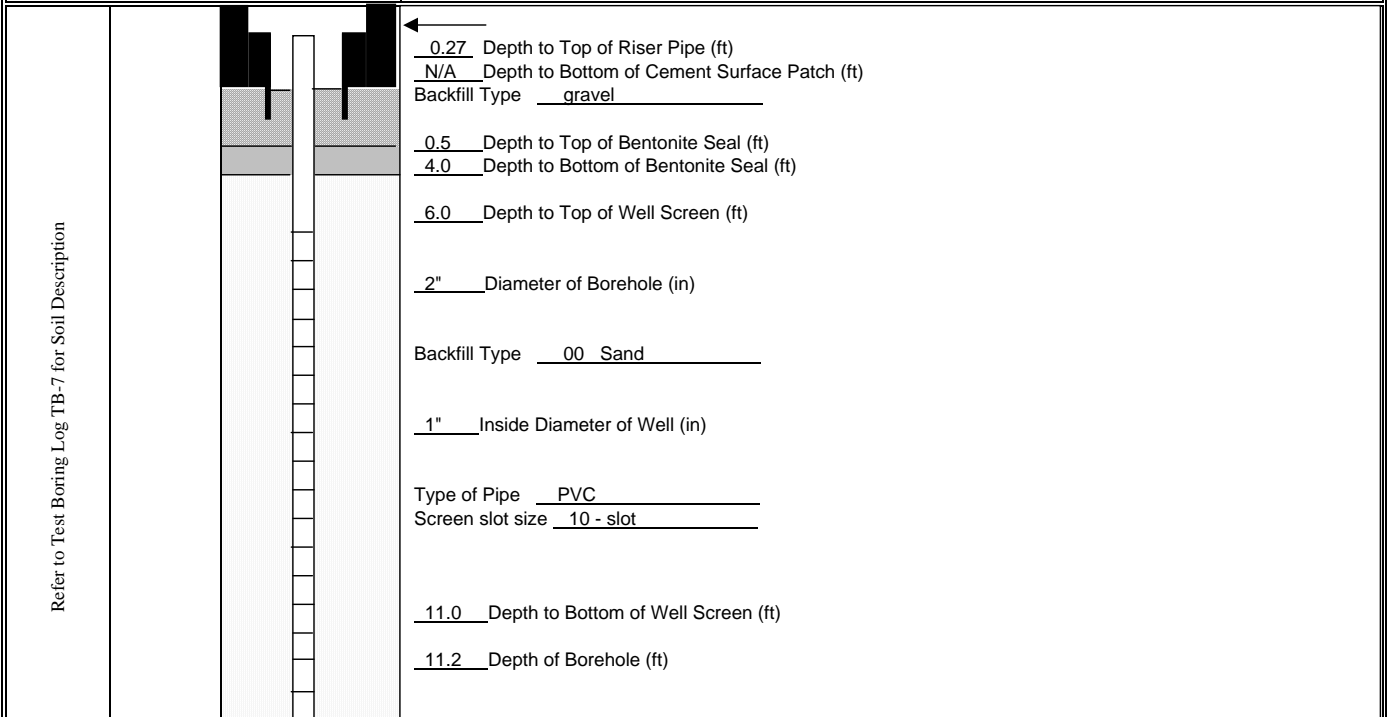 Refer to Test Boring Log TB-7 for Soil Description
0.27 Depth to Top of Riser Pipe (ft)
N/A Depth to Bottom of Cement Surface Patch (ft)
Backfill Type gravel
0.5 Depth to Top of Bentonite Seal (ft)
4.0 Depth to Bottom of Bentonite Seal (ft)
6.0 Depth to Top of Well Screen (ft)
2" Diameter of Borehole (in)
Backfill Type 00 Sand
1" Inside Diameter of Well (in)
Type of Pipe PVC
Screen slot size 10 - slot
11.0 Depth to Bottom of Well Screen (ft)
11.2 Depth of Borehole (ft)